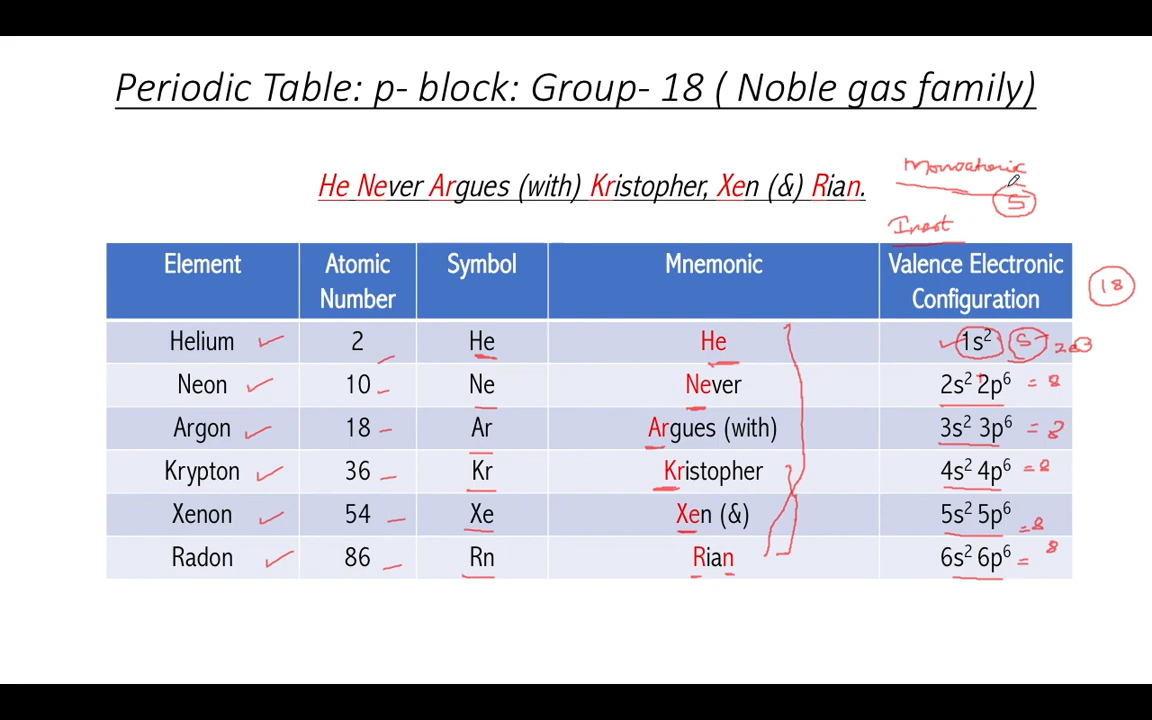 Periodic Table: p- block: Group- 18 ( Noble gas family)
He Never Argues (with) Kristopher, Xen (&) Rian.
Monoatomic
5
Inert
Element Atomic Number Symbol Mnemonic Valence Electronic Configuration
18
Helium 2 He He 1s² S
Neon 10 Ne Never 2s² 2p⁶ = 8
Argon 18 Ar Argues (with) 3s² 3p⁶ = 8
Krypton 36 Kr Kristopher 4s² 4p⁶ = 8
Xenon 54 Xe Xen (&) 5s² 5p⁶ = 8
Radon 86 Rn Rian 6s² 6p⁶ = 8